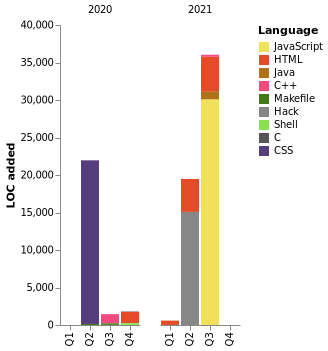 2020 2021
Language
JavaScript
HTML
Java
C++
Makefile
Hack
Shell
C
CSS
LOC added
40,000
35,000
30,000
25,000
20,000
15,000
10,000
5,000
0
Q1 Q2 Q3 Q4 Q1 Q2 Q3 Q4